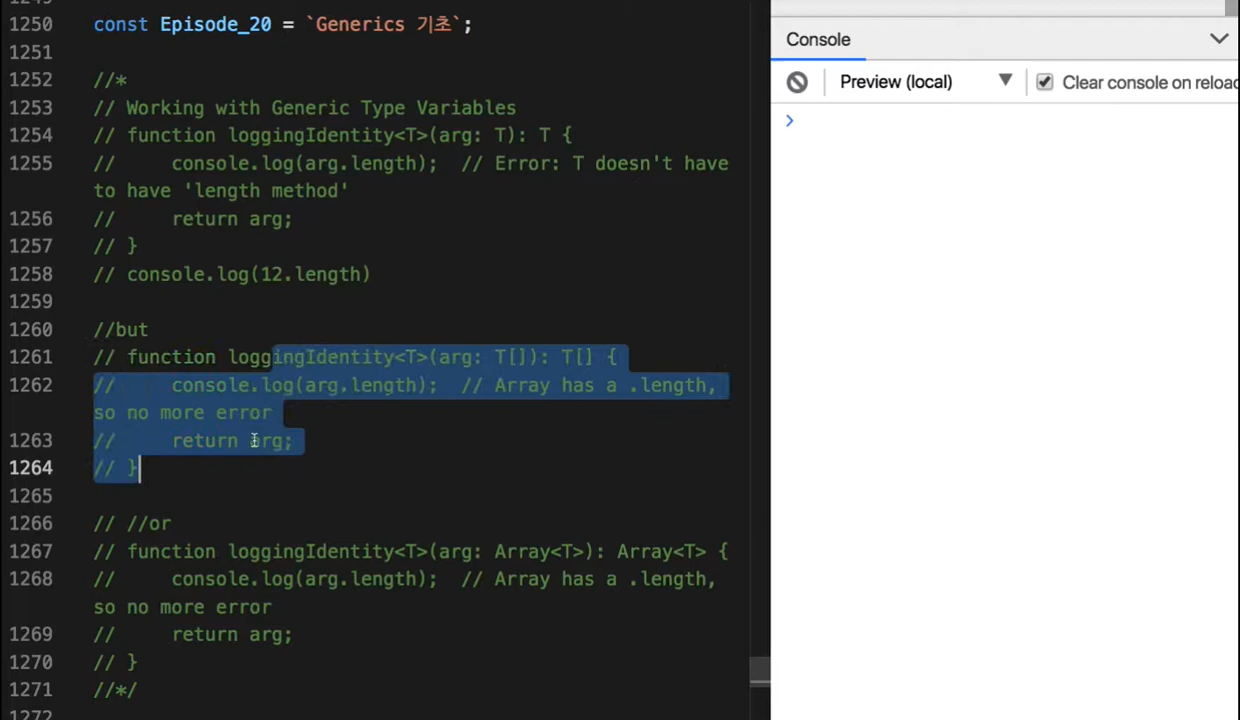 1250 const Episode_20 = `Generics 기초`;
1251
1252 //*
1253 // Working with Generic Type Variables
1254 // function loggingIdentity<T>(arg: T): T {
1255 //     console.log(arg.length);  // Error: T doesn't have
to have 'length method'
1256 //     return arg;
1257 // }
1258 // console.log(12.length)
1259
1260 //but
1261 // function loggingIdentity<T>(arg: T[]): T[] {
1262 //     console.log(arg.length);  // Array has a .length,
so no more error
1263 //     return arg;
1264 // }
1265
1266 // //or
1267 // function loggingIdentity<T>(arg: Array<T>): Array<T> {
1268 //     console.log(arg.length);  // Array has a .length,
so no more error
1269 //     return arg;
1270 // }
1271 //*/
Console
Preview (local)
Clear console on reload